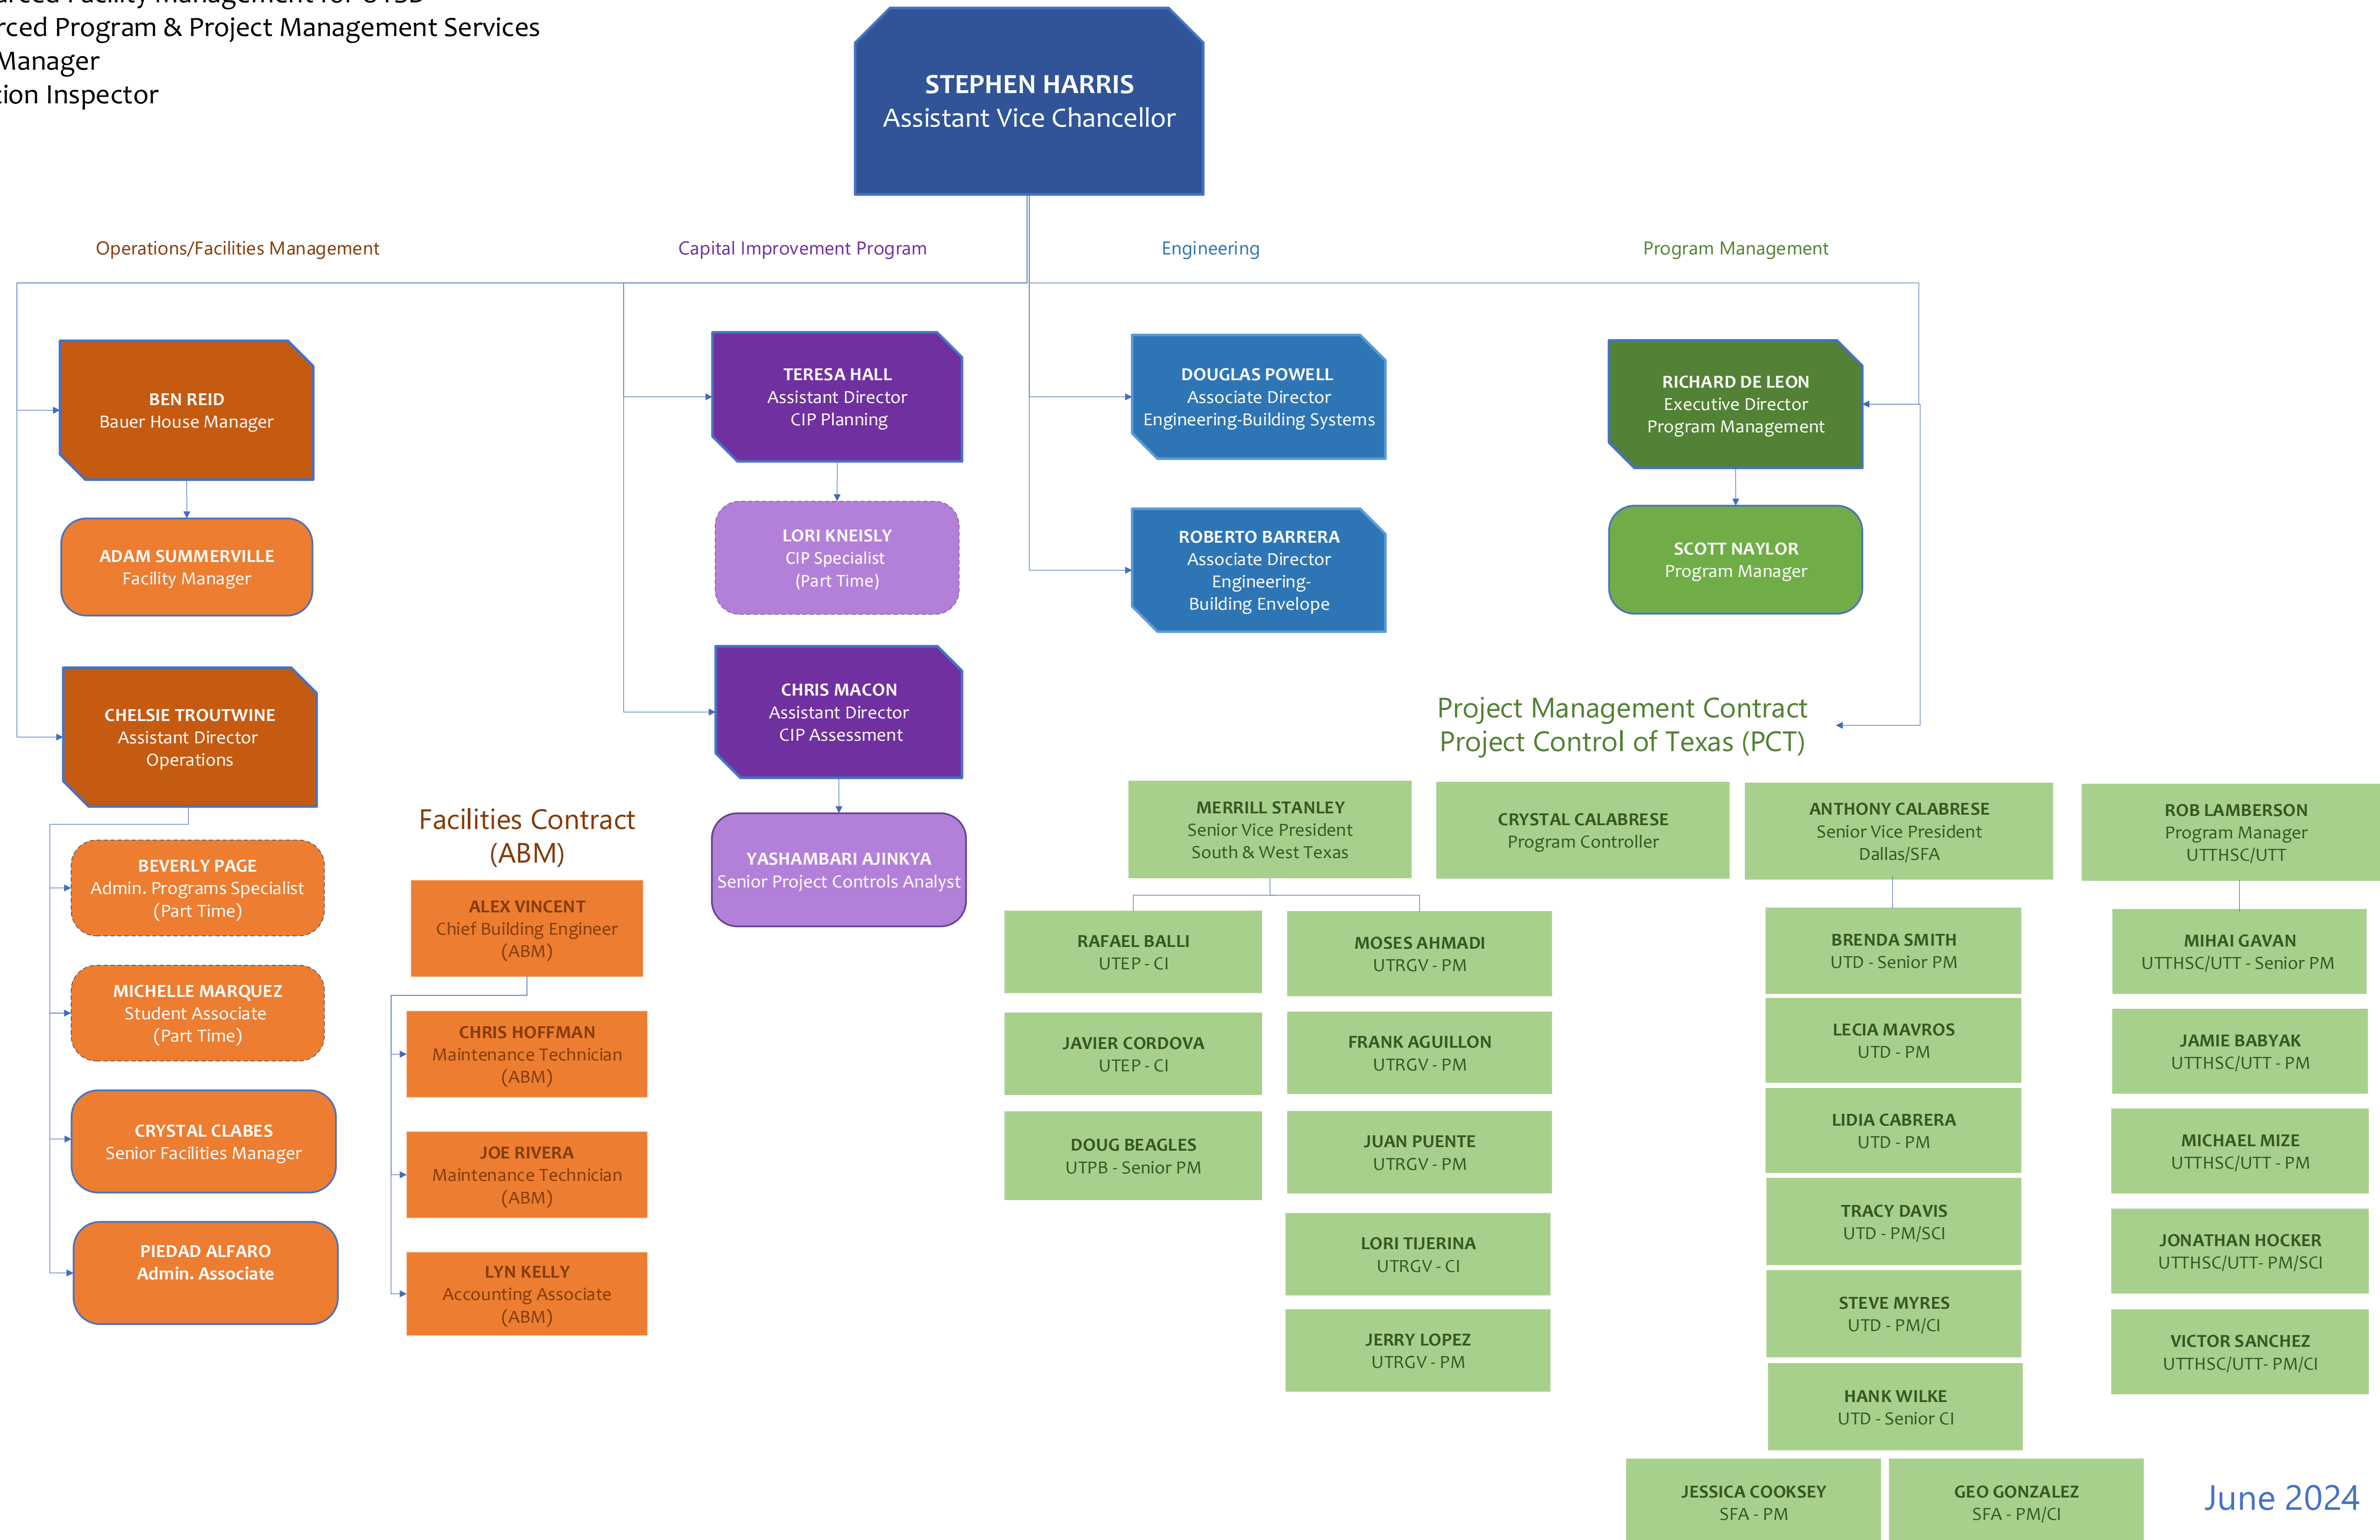 Facility Management for UTSB
Program & Project Management Services
Manager
Inspector
STEPHEN HARRIS
Assistant Vice Chancellor
Operations/Facilities Management
Capital Improvement Program
Engineering
Program Management
BEN REID
Bauer House Manager
ADAM SUMMERVILLE
Facility Manager
CHELSIE TROUTWINE
Assistant Director
Operations
BEVERLY PAGE
Admin. Programs Specialist
(Part Time)
MICHELLE MARQUEZ
Student Associate
(Part Time)
CRYSTAL CLABES
Senior Facilities Manager
PIEDAD ALFARO
Admin. Associate
Facilities Contract
(ABM)
ALEX VINCENT
Chief Building Engineer
(ABM)
CHRIS HOFFMAN
Maintenance Technician
(ABM)
JOE RIVERA
Maintenance Technician
(ABM)
LYN KELLY
Accounting Associate
(ABM)
TERESA HALL
Assistant Director
CIP Planning
LORI KNEISLY
CIP Specialist
(Part Time)
CHRIS MACON
Assistant Director
CIP Assessment
YASHAMBARI AJINKYA
Senior Project Controls Analyst
DOUGLAS POWELL
Associate Director
Engineering-Building Systems
ROBERTO BARRERA
Associate Director
Engineering-
Building Envelope
RICHARD DE LEON
Executive Director
Program Management
SCOTT NAYLOR
Program Manager
Project Management Contract
Project Control of Texas (PCT)
MERRILL STANLEY
Senior Vice President
South & West Texas
RAFAEL BALLI
UTEP - CI
JAVIER CORDOVA
UTEP - CI
DOUG BEAGLES
UTPB - Senior PM
MOSES AHMADI
UTRGV - PM
FRANK AGUILLON
UTRGV - PM
JUAN PUENTE
UTRGV - PM
LORI TIJERINA
UTRGV - CI
JERRY LOPEZ
UTRGV - PM
CRYSTAL CALABRESE
Program Controller
ANTHONY CALABRESE
Senior Vice President
Dallas/SFA
BRENDA SMITH
UTD - Senior PM
LECIA MAVROS
UTD - PM
LIDIA CABRERA
UTD - PM
TRACY DAVIS
UTD - PM/SCI
STEVE MYRES
UTD - PM/CI
HANK WILKE
UTD - Senior CI
JESSICA COOKSEY
SFA - PM
GEO GONZALEZ
SFA - PM/CI
ROB LAMBERSON
Program Manager
UTTHSC/UTT
MIHAI GAVAN
UTTHSC/UTT - Senior PM
JAMIE BABYAK
UTTHSC/UTT - PM
MICHAEL MIZE
UTTHSC/UTT - PM
JONATHAN HOCKER
UTTHSC/UTT- PM/SCI
VICTOR SANCHEZ
UTTHSC/UTT- PM/CI
June 2024